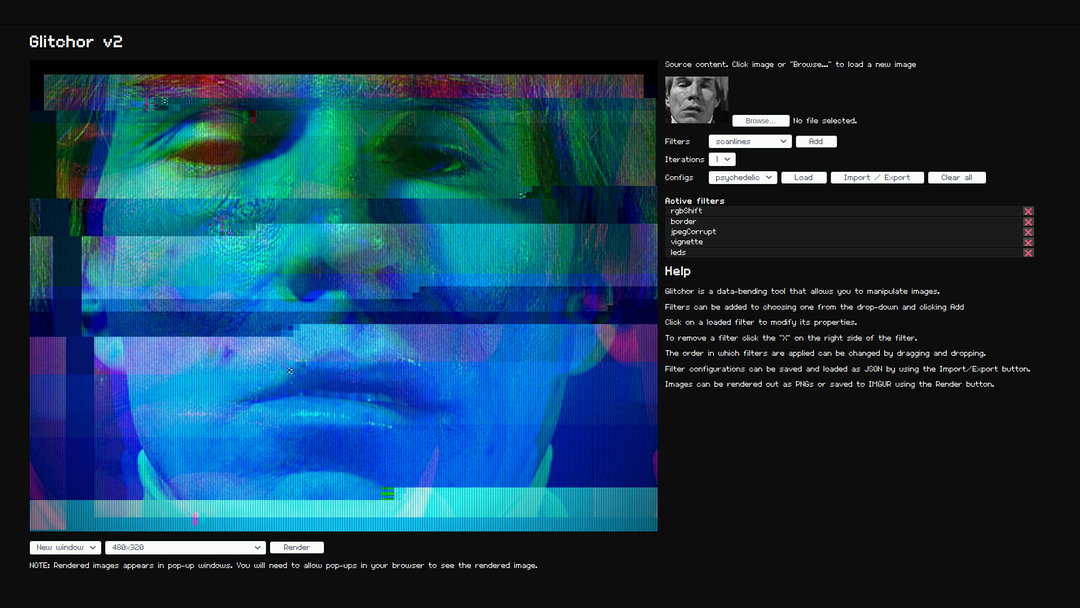 Glitchor v2
Source content. Click image or "Browse..." to load a new image
Browse... No file selected.
Filters scanlines Add
Iterations 1
Configs psychedelic Load Import / Export Clear all
Active filters
rgbShift
border
jpegCorrupt
vignette
leds
Help
Glitchor is a data-bending tool that allows you to manipulate images.
Filters can be added to choosing one from the drop-down and clicking Add
Click on a loaded filter to modify its properties.
To remove a filter click the "X" on the right side of the filter.
The order in which filters are applied can be changed by dragging and dropping.
Filter configurations can be saved and loaded as JSON by using the Import/Export button.
Images can be rendered out as PNGs or saved to IMGUR using the Render button.
New window 480x320 Render
NOTE: Rendered images appears in pop-up windows. You will need to allow pop-ups in your browser to see the rendered image.